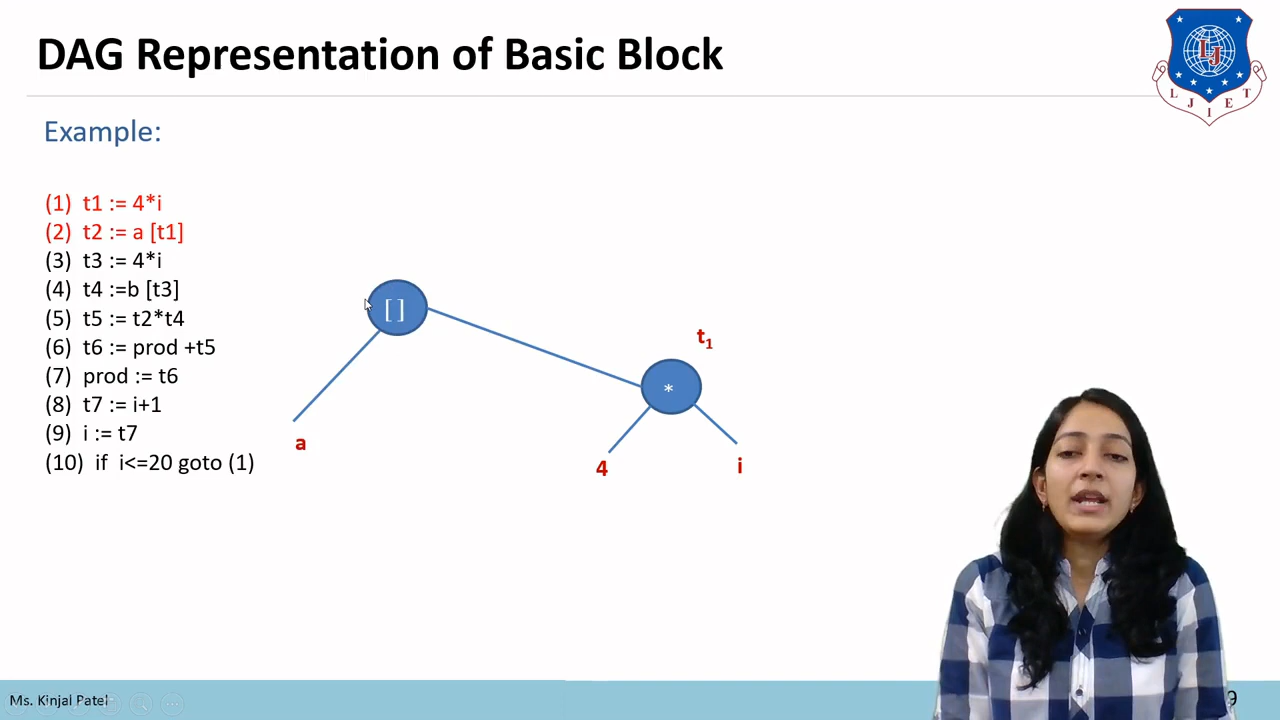 DAG Representation of Basic Block
LJ
L J I E T
Example:
(1) t1 := 4*i
(2) t2 := a [t1]
(3) t3 := 4*i
(4) t4 :=b [t3]
(5) t5 := t2*t4
(6) t6 := prod +t5
(7) prod := t6
(8) t7 := i+1
(9) i := t7
(10) if i<=20 goto (1)
[ ]
t1
*
a
4
i
Ms. Kinjal Patel
9